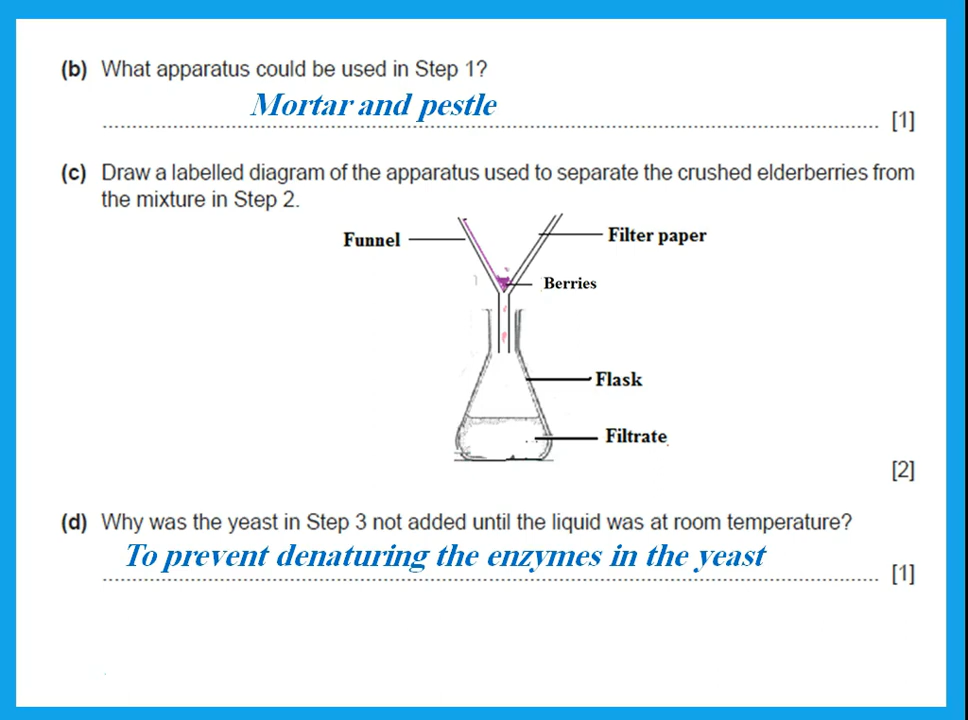 (b) What apparatus could be used in Step 1?
Mortar and pestle
[1]
(c) Draw a labelled diagram of the apparatus used to separate the crushed elderberries from
the mixture in Step 2.
Funnel
Filter paper
Berries
Flask
Filtrate
[2]
(d) Why was the yeast in Step 3 not added until the liquid was at room temperature?
To prevent denaturing the enzymes in the yeast
[1]